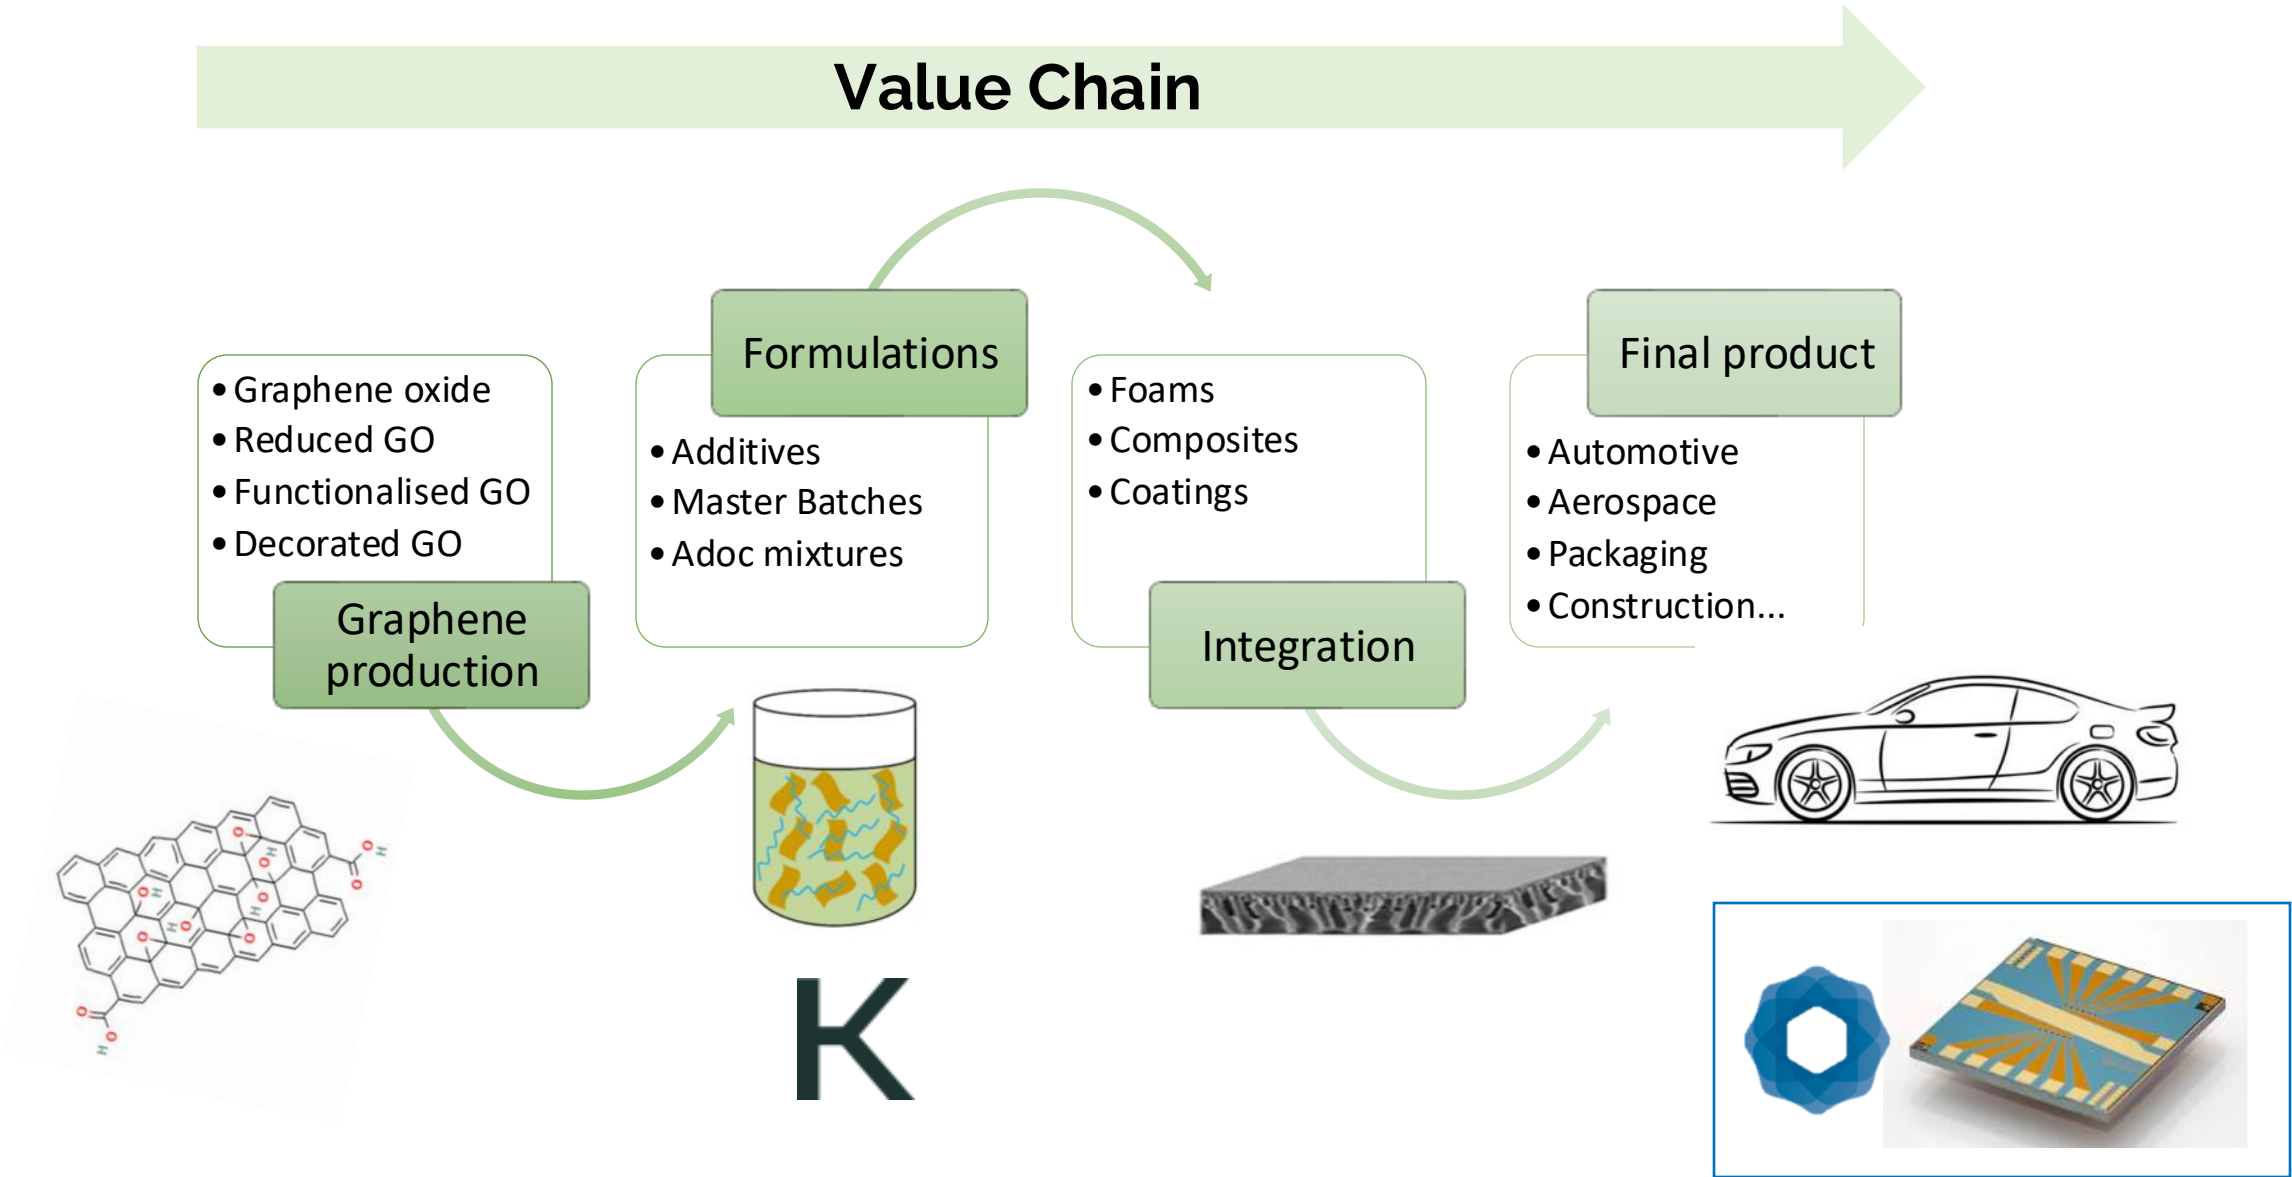 Value Chain
• Graphene oxide
• Reduced GO
• Functionalised GO
• Decorated GO
Graphene
production
Formulations
• Additives
• Master Batches
• Adoc mixtures
• Foams
• Composites
• Coatings
Integration
Final product
• Automotive
• Aerospace
• Packaging
• Construction...
O
O
H
O
H
O
H
O
H
O
H
O
O
O
O
H
O
O
H
K